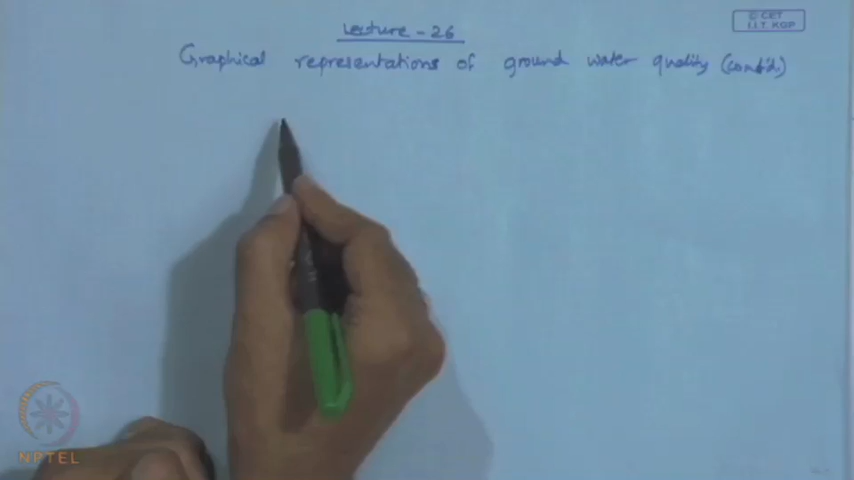 Lecture - 26
© CET
I.I.T. KGP
Graphical representations of ground water quality (contd.)
NPTEL